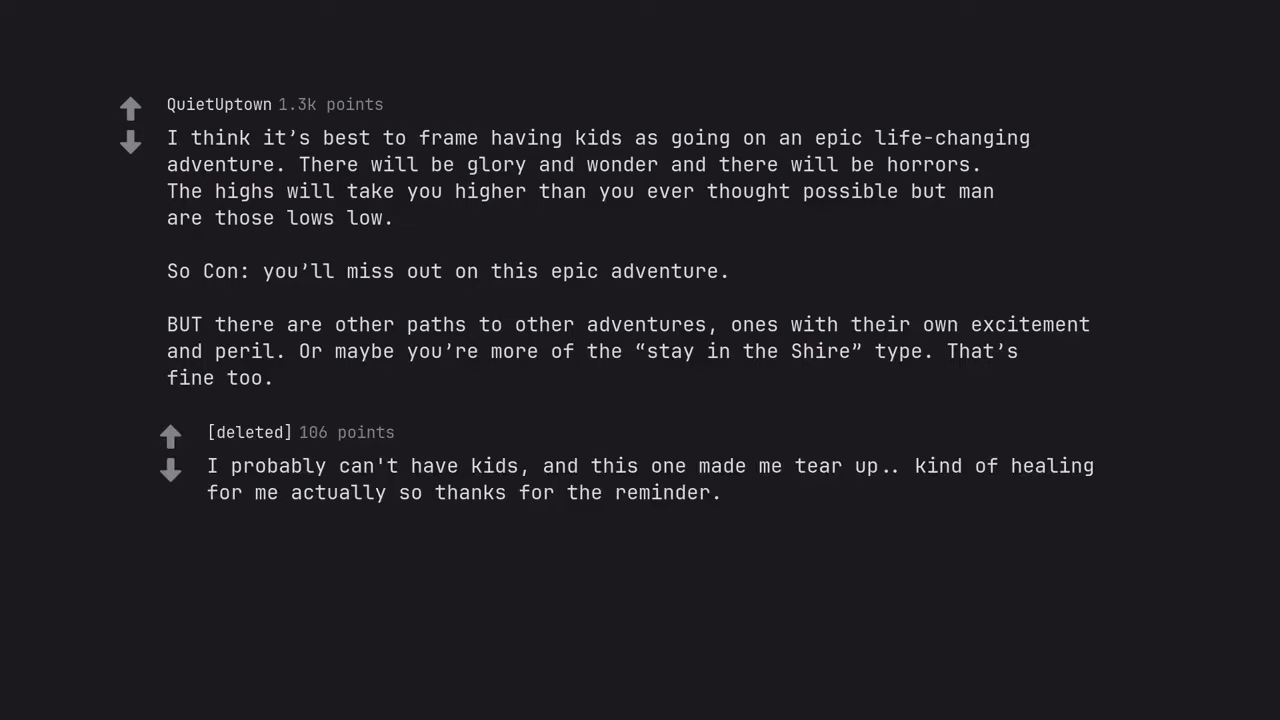 QuietUptown 1.3k points
I think it’s best to frame having kids as going on an epic life-changing
adventure. There will be glory and wonder and there will be horrors.
The highs will take you higher than you ever thought possible but man
are those lows low.
So Con: you’ll miss out on this epic adventure.
BUT there are other paths to other adventures, ones with their own excitement
and peril. Or maybe you’re more of the “stay in the Shire” type. That’s
fine too.
[deleted] 106 points
I probably can't have kids, and this one made me tear up.. kind of healing
for me actually so thanks for the reminder.